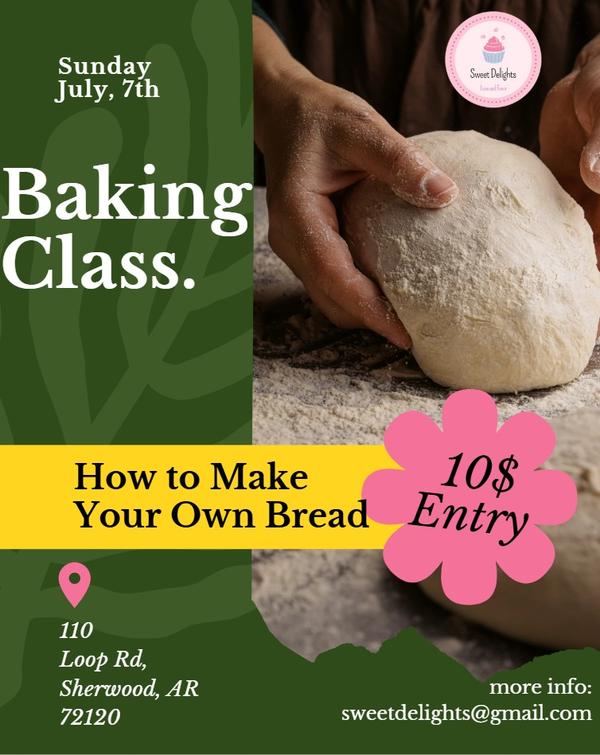 Sunday
July, 7th
Sweet Delights
Baking
Class.
How to Make
Your Own Bread
10$
Entry
110
Loop Rd,
Sherwood, AR
72120
more info:
sweetdelights@gmail.com